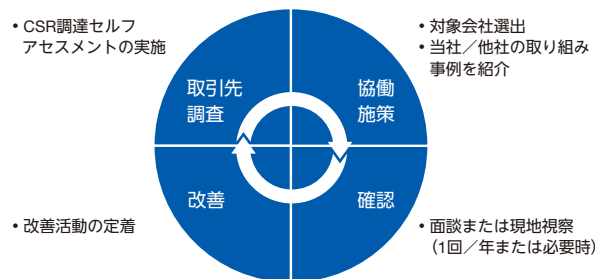 • CSR調達セルフ
アセスメントの実施
• 対象会社選出
• 当社／他社の取り組み
事例を紹介
取引先
調査
協働
施策
改善
確認
• 改善活動の定着
• 面談または現地視察
(1回／年または必要時)